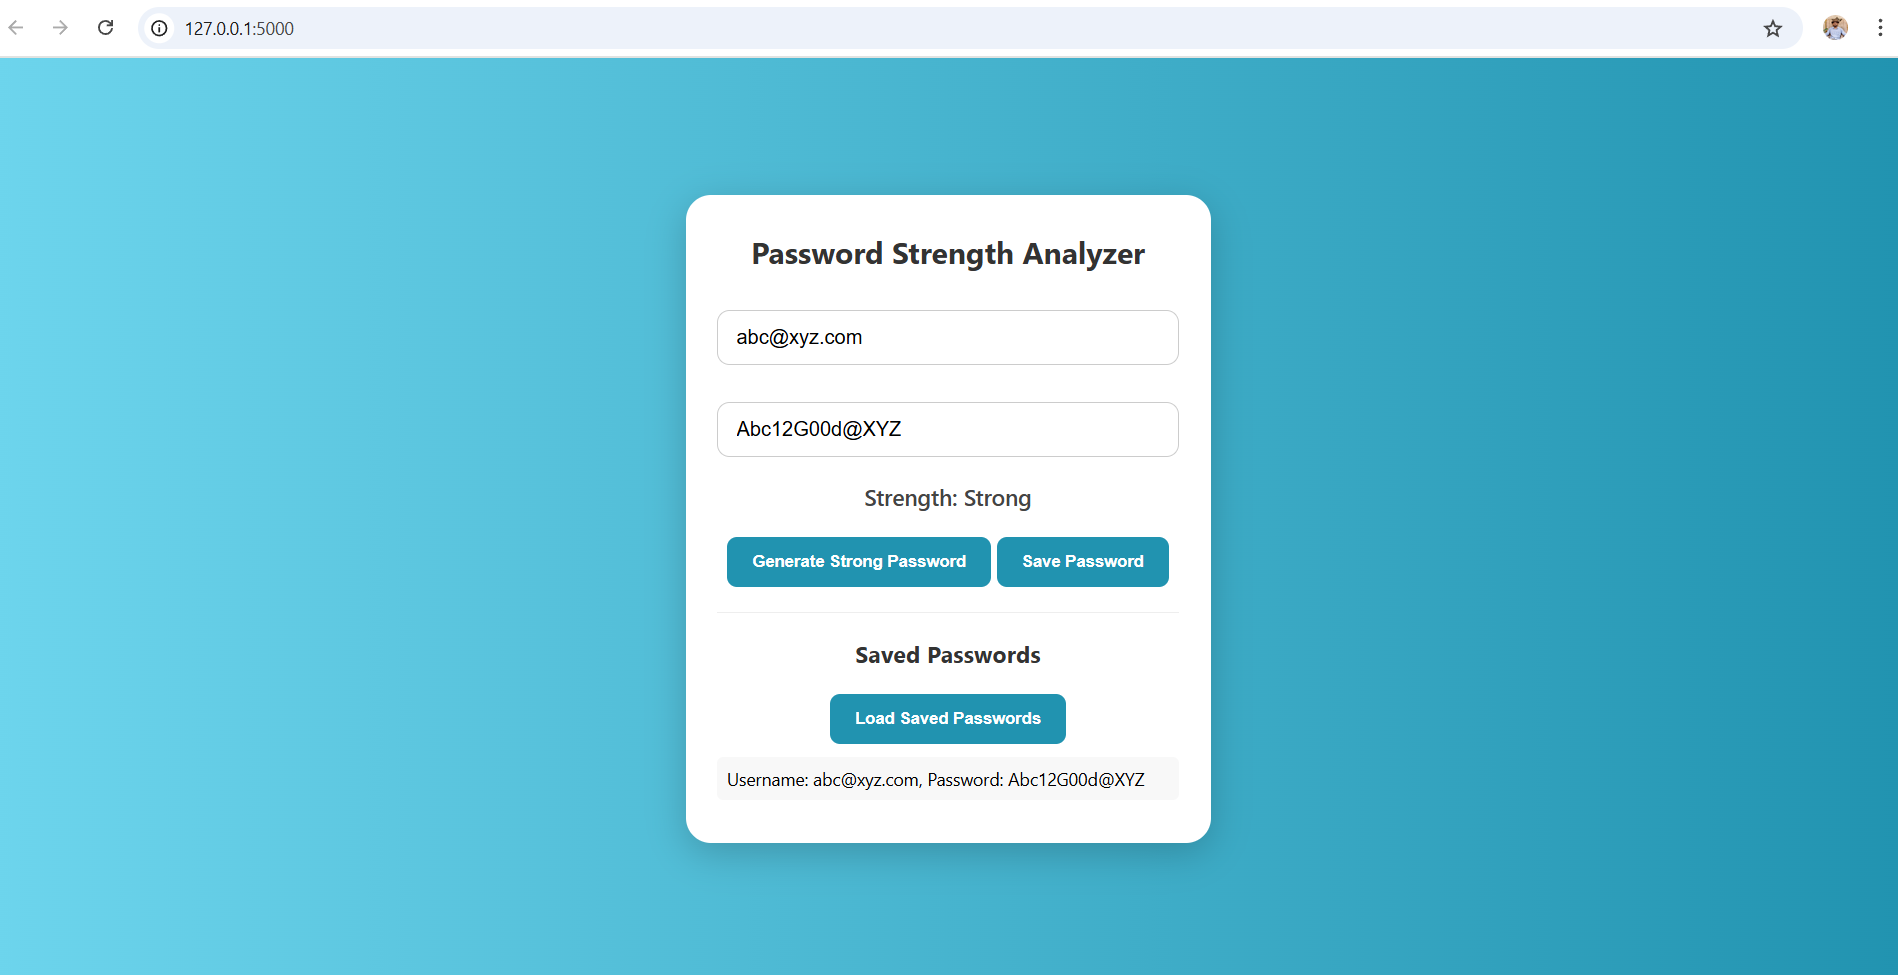 127.0.0.1:5000
Password Strength Analyzer
abc@xyz.com
Abc12G00d@XYZ
Strength: Strong
Generate Strong Password Save Password
Saved Passwords
Load Saved Passwords
Username: abc@xyz.com, Password: Abc12G00d@XYZ